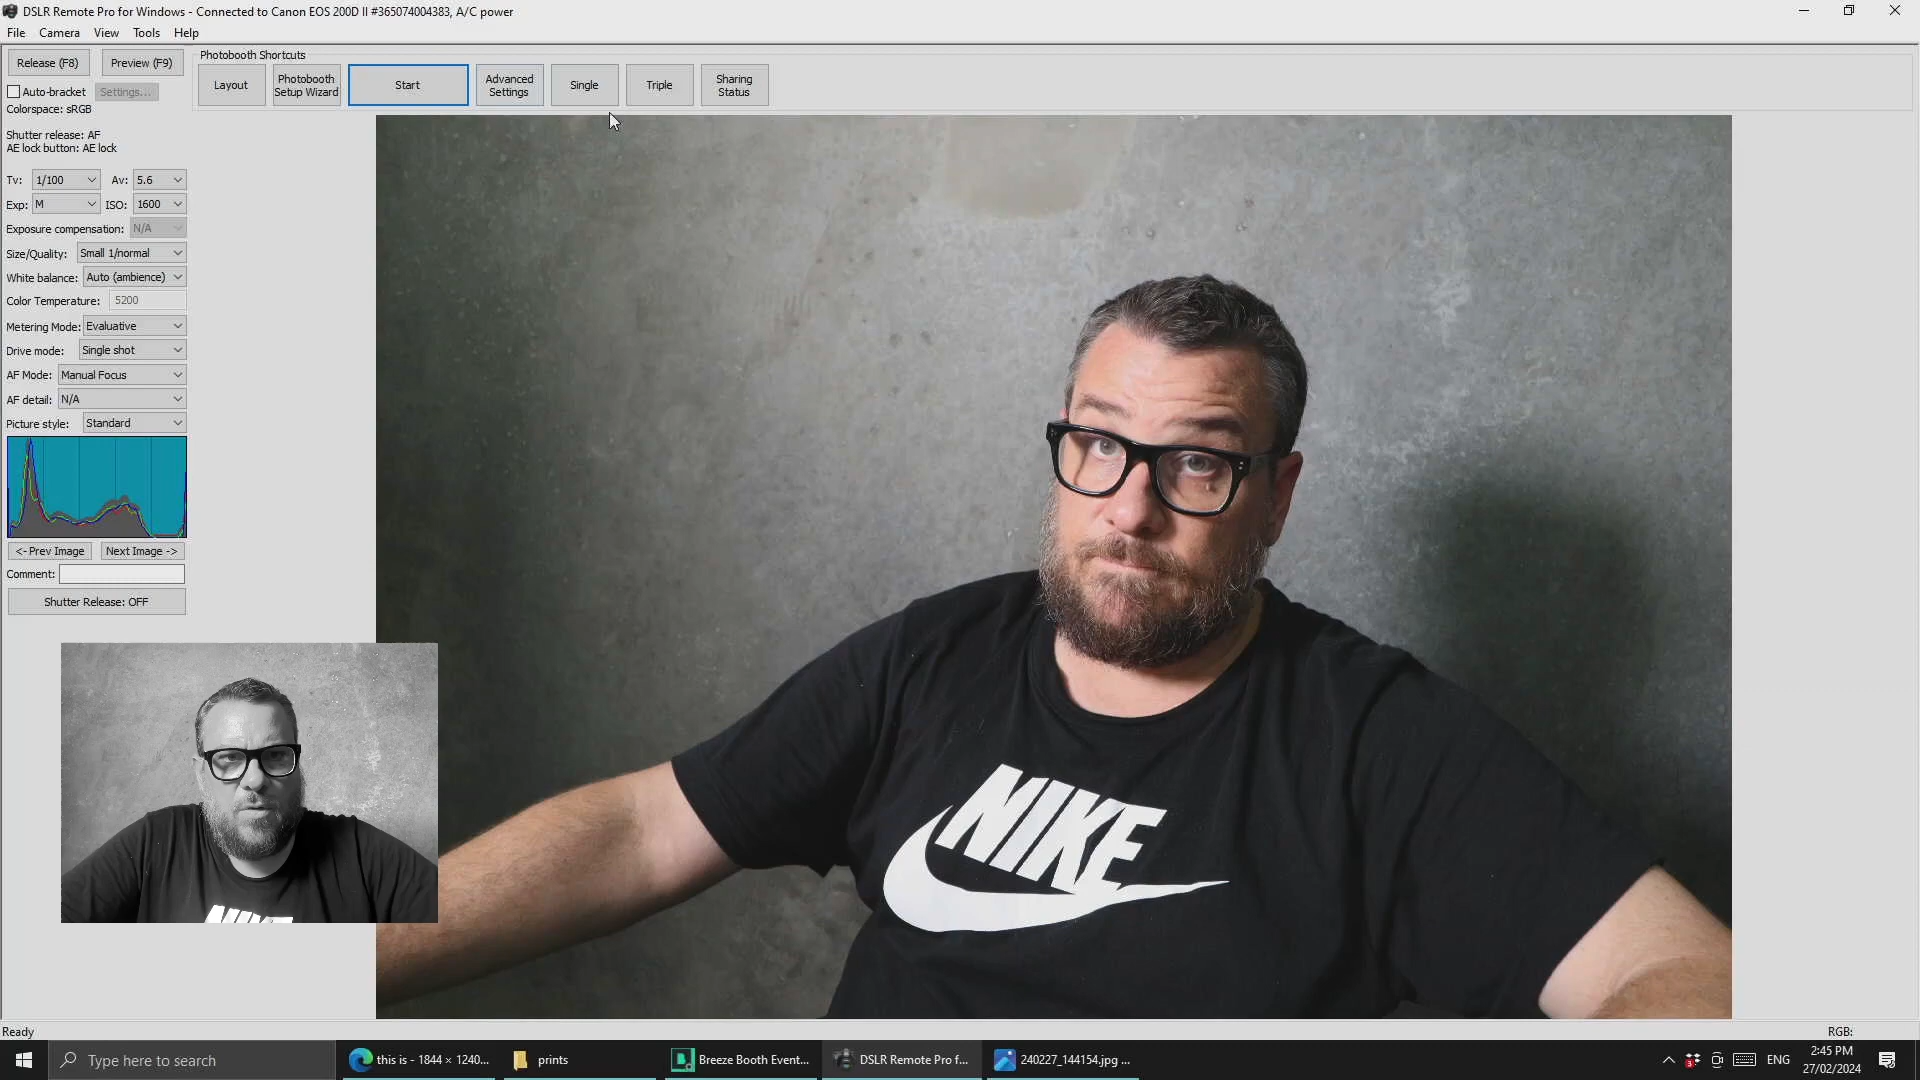 DSLR Remote Pro for Windows - Connected to Canon EOS 200D II #365074004383, A/C power
File Camera View Tools Help
Release (F8) Preview (F9)
Photobooth Shortcuts
Layout
Photobooth
Setup Wizard
Start
Advanced
Settings
Single
Triple
Sharing
Status
Auto-bracket Settings...
Colorspace: sRGB
Shutter release: AF
AE lock button: AE lock
Tv: 1/100 Av: 5.6
Exp: M ISO: 1600
Exposure compensation: N/A
Size/Quality: Small 1/normal
White balance: Auto (ambience)
Color Temperature: 5200
Metering Mode: Evaluative
Drive mode: Single shot
AF Mode: Manual Focus
AF detail: N/A
Picture style: Standard
<- Prev Image Next Image ->
Comment:
Shutter Release: OFF
NIKE
NIKE
Ready
RGB:
Type here to search
this is - 1844 × 1240...
prints
Breeze Booth Event...
DSLR Remote Pro f...
240227_144154.jpg ...
3
ENG
2:45 PM
27/02/2024